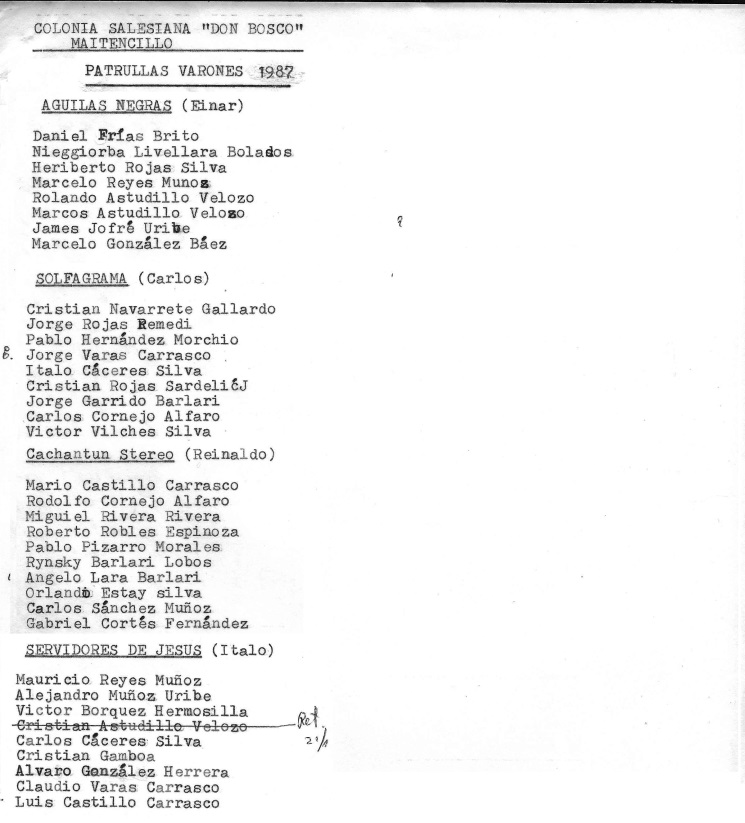 COLONIA SALESIANA "DON BOSCO"
MAITENCILLO
PATRULLAS VARONES 1987
AGUILAS NEGRAS (Einar)
Daniel Frías Brito
Nieggiorba Livellara Bolados
Heriberto Rojas Silva
Marcelo Reyes Munoz
Rolando Astudillo Velozo
Marcos Astudillo Velozo
James Jofré Uribe
Marcelo González Báez
SOLFAGRAMA (Carlos)
Cristian Navarrete Gallardo
Jorge Rojas Remedi
Pablo Hernández Morchio
Jorge Varas Carrasco
Italo Cáceres Silva
Cristian Rojas SardelićJ
Jorge Garrido Barlari
Carlos Cornejo Alfaro
Victor Vilches Silva
Cachantun Stereo (Reinaldo)
Mario Castillo Carrasco
Rodolfo Cornejo Alfaro
Miguiel Rivera Rivera
Roberto Robles Espinoza
Pablo Pizarro Morales
Rynsky Barlari Lobos
Angelo Lara Barlari
Orlando Estay silva
Carlos Sánchez Muñoz
Gabriel Cortés Fernández
SERVIDORES DE JESUS (Italo)
Mauricio Reyes Muñoz
Alejandro Muñoz Uribe
Victor Borquez Hermosilla
Cristian Astudillo Velozo Ret.
Carlos Cáceres Silva
Cristian Gamboa
Alvaro González Herrera
Claudio Varas Carrasco
Luis Castillo Carrasco